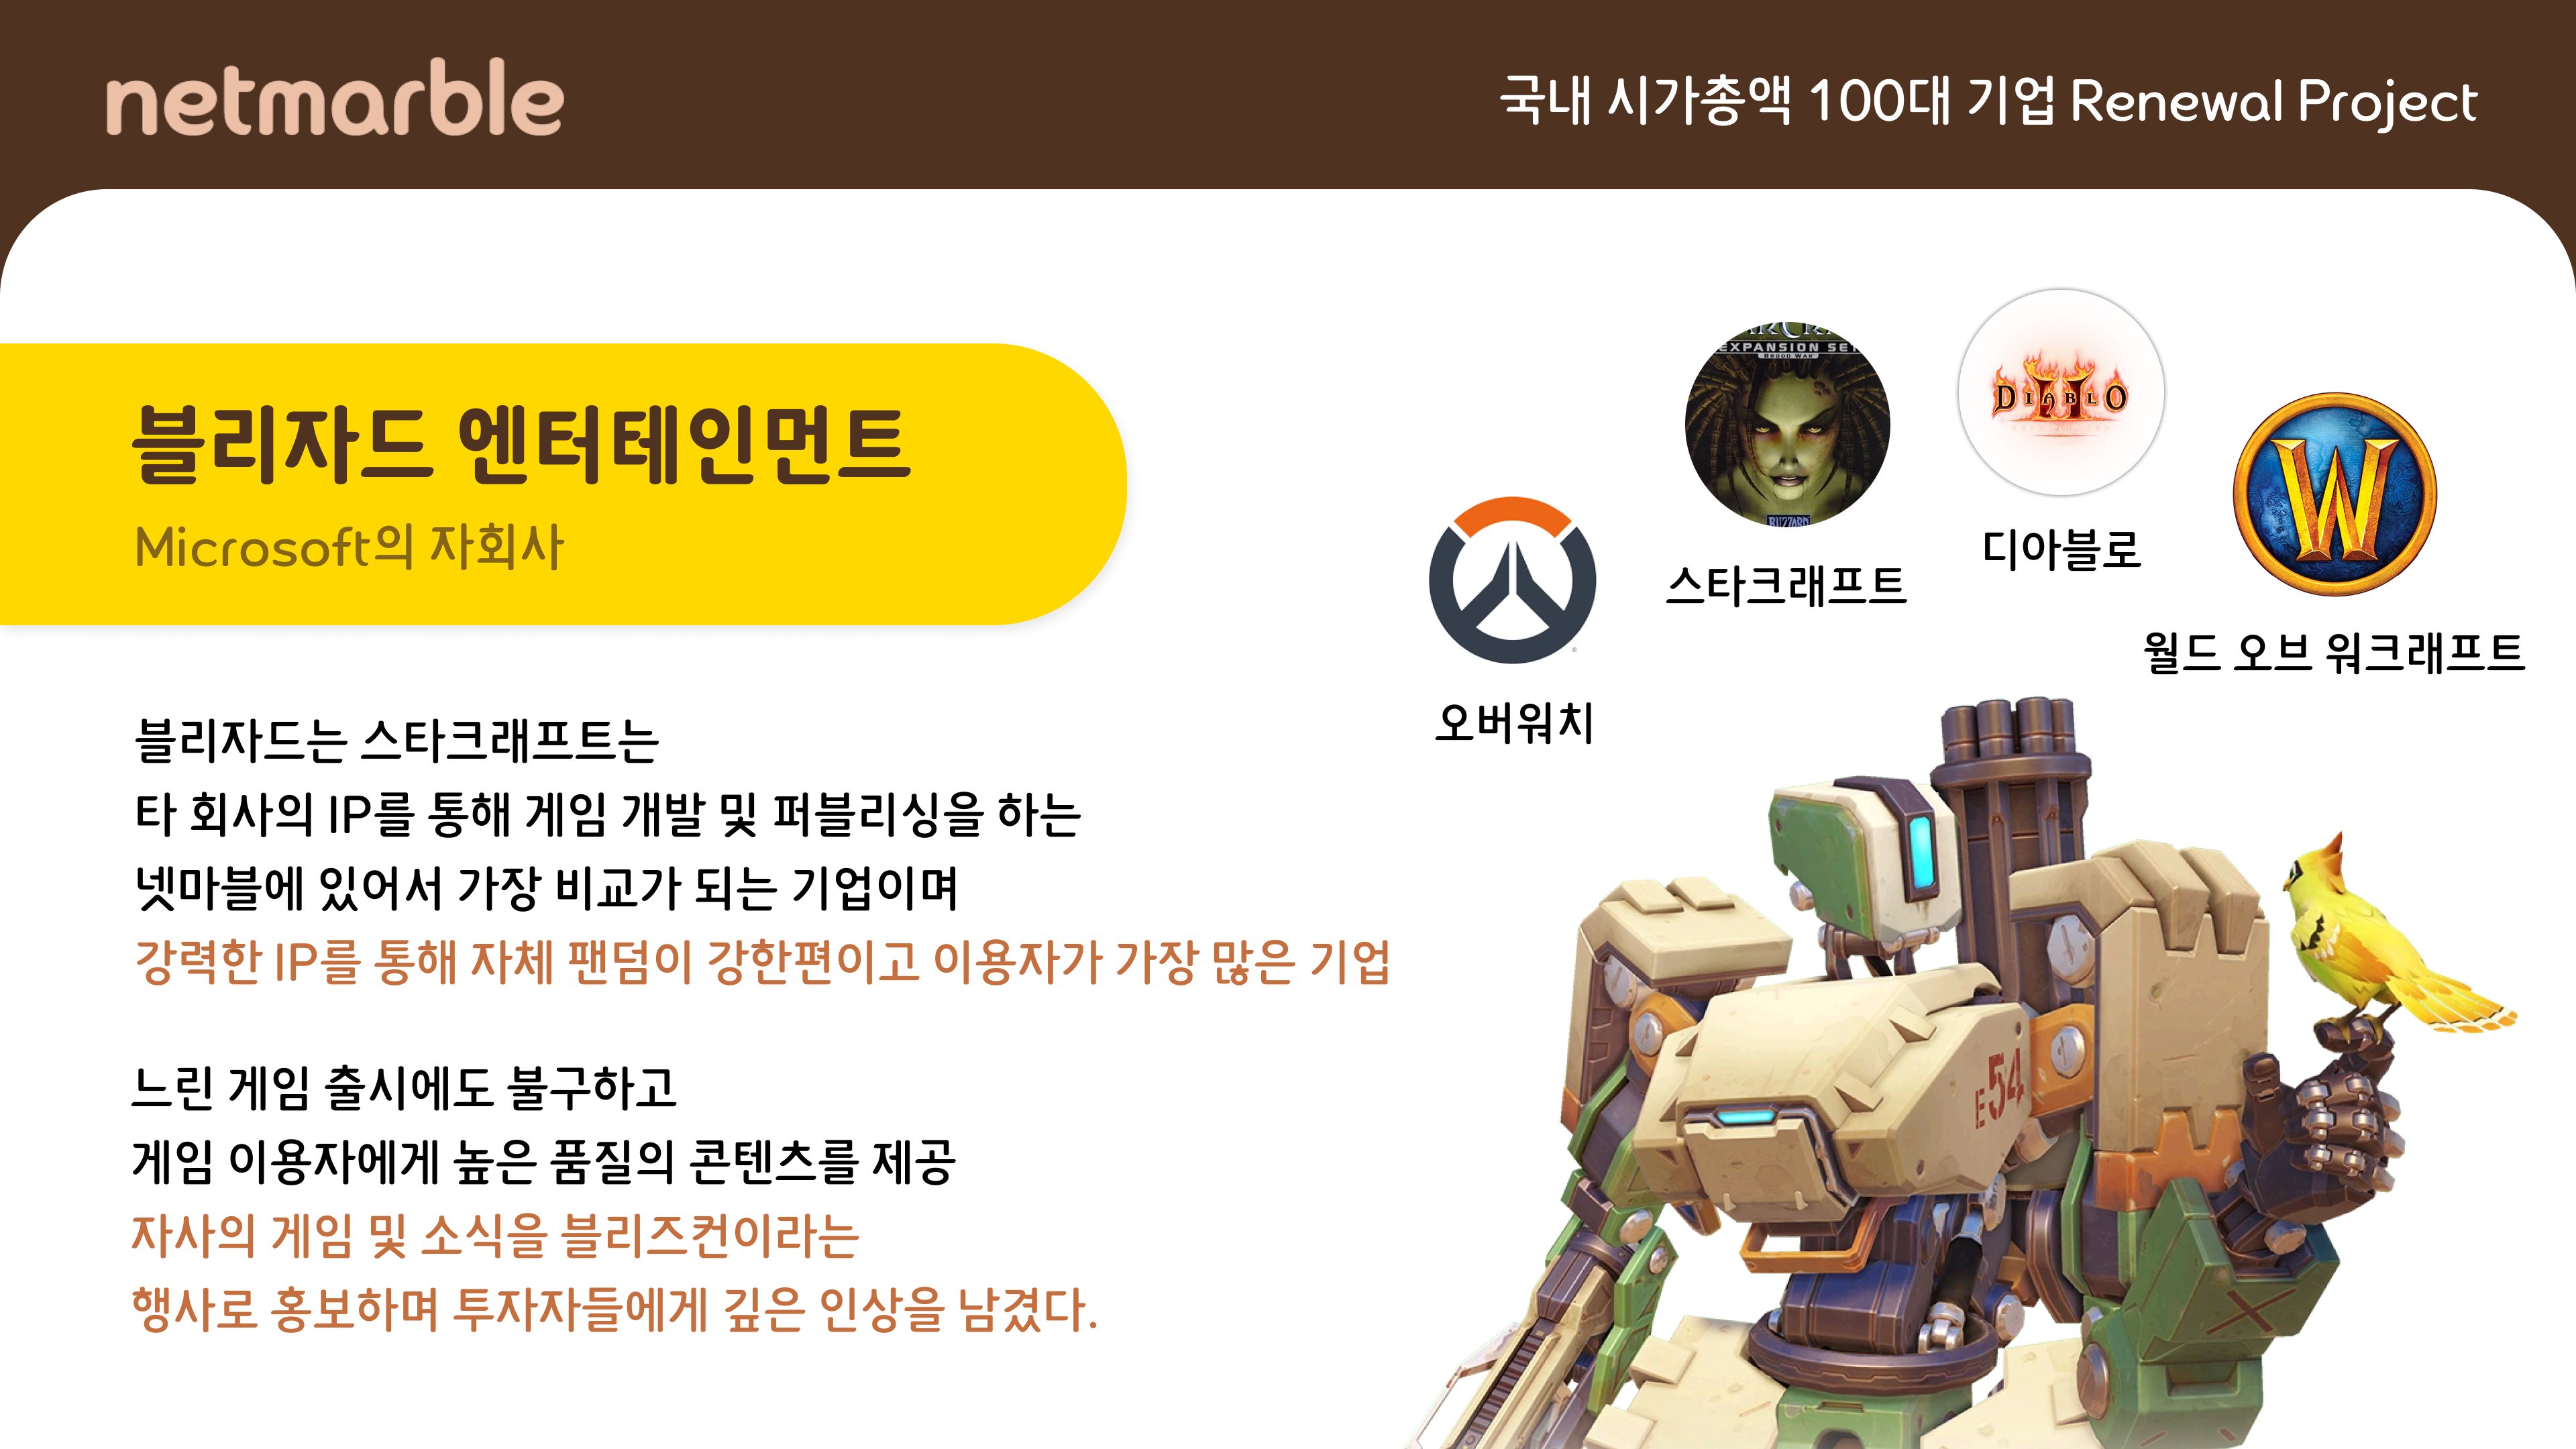 netmarble
국내 시가총액 100대 기업 Renewal Project
블리자드 엔터테인먼트
Microsoft의 자회사
블리자드는 스타크래프트는
타 회사의 IP를 통해 게임 개발 및 퍼블리싱을 하는
넷마블에 있어서 가장 비교가 되는 기업이며
강력한 IP를 통해 자체 팬덤이 강한편이고 이용자가 가장 많은 기업
느린 게임 출시에도 불구하고
게임 이용자에게 높은 품질의 콘텐츠를 제공
자사의 게임 및 소식을 블리즈컨이라는
행사로 홍보하며 투자자들에게 깊은 인상을 남겼다.
오버워치
EXPANSION SET
BROOD WAR
BLIZZARD
스타크래프트
DIABLO
II
디아블로
W
월드 오브 워크래프트
E54